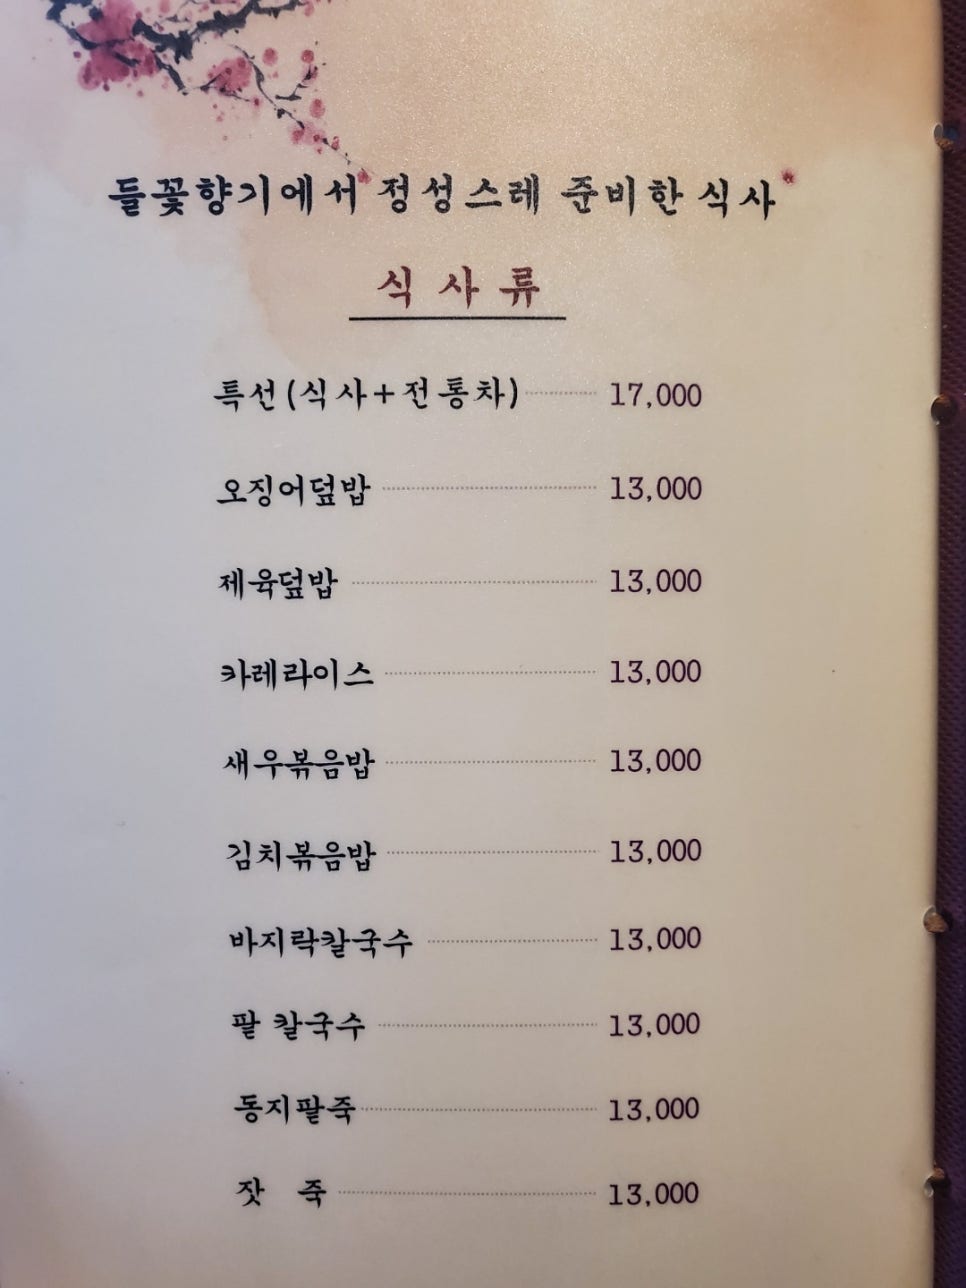 들꽃향기에서 정성스레 준비한 식사
식사류
특선(식사+전통차) 17,000
오징어덮밥 13,000
제육덮밥 13,000
카레라이스 13,000
새우볶음밥 13,000
김치볶음밥 13,000
바지락칼국수 13,000
팥 칼국수 13,000
동지팥죽 13,000
잣 죽 13,000